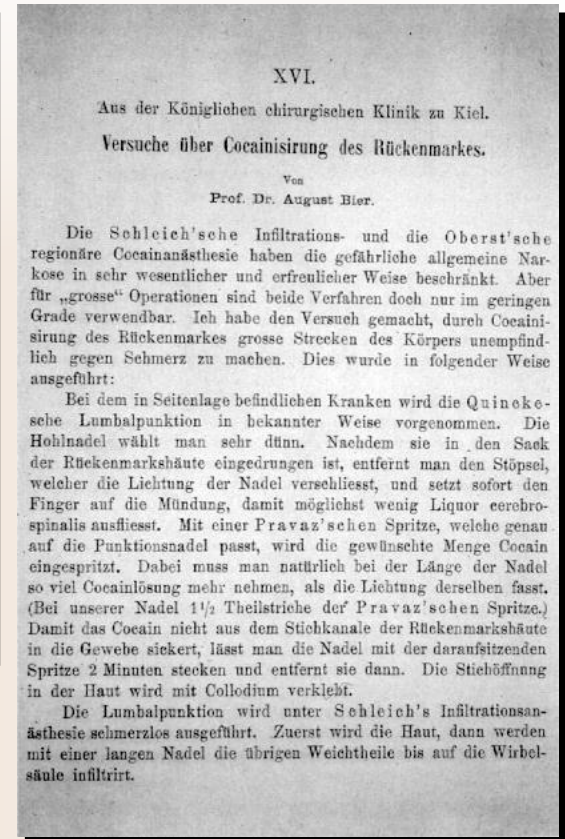 XVI.
Aus der Königlichen chirurgischen Klinik zu Kiel.
Versuche über Cocainisirung des Rückenmarkes.
Von
Prof. Dr. August Bier.
Die Schleich'sche Infiltrations- und die Oberst'sche
regionäre Cocainanästhesie haben die gefährliche allgemeine Nar-
kose in sehr wesentlicher und erfreulicher Weise beschränkt. Aber
für „grosse“ Operationen sind beide Verfahren doch nur im geringen
Grade verwendbar. Ich habe den Versuch gemacht, durch Cocaini-
sirung des Rückenmarkes grosse Strecken des Körpers unempfind-
lich gegen Schmerz zu machen. Dies wurde in folgender Weise
ausgeführt:
Bei dem in Seitenlage befindlichen Kranken wird die Quincke-
sche Lumbalpunktion in bekannter Weise vorgenommen. Die
Hohlnadel wählt man sehr dünn. Nachdem sie in den Sack
der Rückenmarkshäute eingedrungen ist, entfernt man den Stöpsel,
welcher die Lichtung der Nadel verschliesst, und setzt sofort den
Finger auf die Mündung, damit möglichst wenig Liquor cerebro-
spinalis ausfliesst. Mit einer Pravaz'schen Spritze, welche genau
auf die Punktionsnadel passt, wird die gewünschte Menge Cocain
eingespritzt. Dabei muss man natürlich bei der Länge der Nadel
so viel Cocainlösung mehr nehmen, als die Lichtung derselben fasst.
(Bei unserer Nadel 1½ Theilstriche der Pravaz'schen Spritze.)
Damit das Cocain nicht aus dem Stichkanale der Rückenmarkshäute
in die Gewebe sickert, lässt man die Nadel mit der daraufsitzenden
Spritze 2 Minuten stecken und entfernt sie dann. Die Stichöffnung
in der Haut wird mit Collodium verklebt.
Die Lumbalpunktion wird unter Schleich's Infiltrationsan-
ästhesie schmerzlos ausgeführt. Zuerst wird die Haut, dann werden
mit einer langen Nadel die übrigen Weichtheile bis auf die Wirbel-
säule infiltrirt.